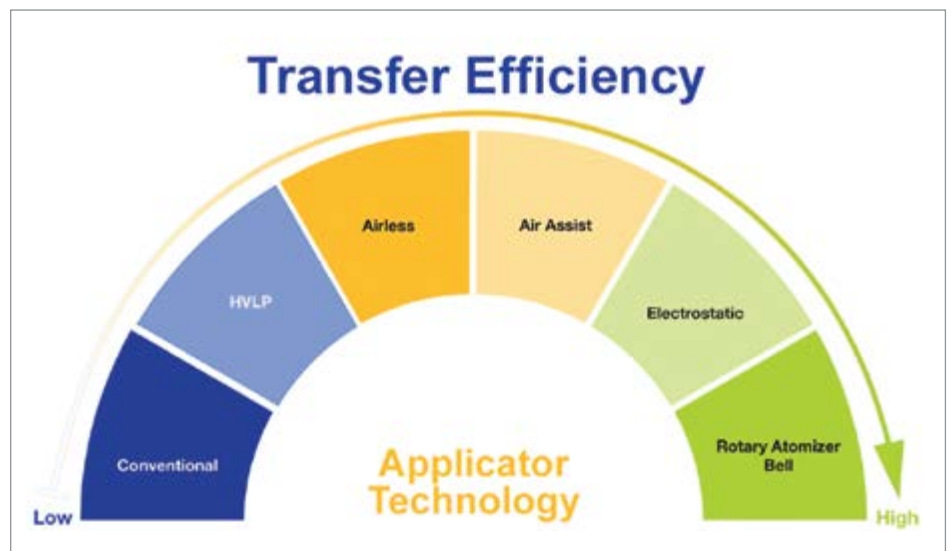 Transfer Efficiency
Airless
Air Assist
HVLP
Electrostatic
Conventional
Rotary Atomizer
Bell
Applicator
Technology
Low
High